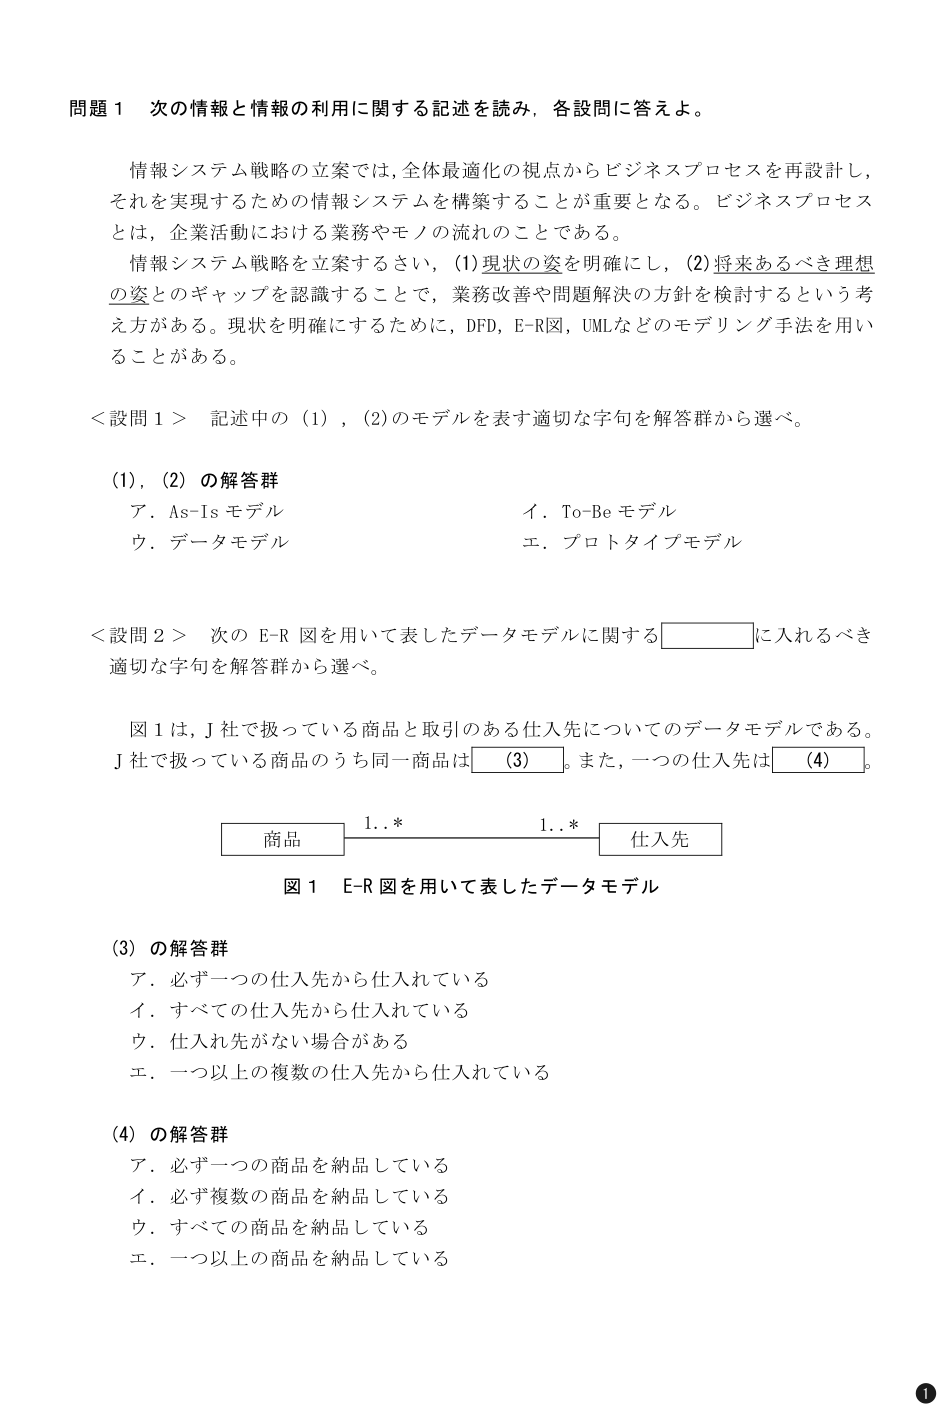 問題１　次の情報と情報の利用に関する記述を読み，各設問に答えよ。
情報システム戦略の立案では，全体最適化の視点からビジネスプロセスを再設計し，
それを実現するための情報システムを構築することが重要となる。ビジネスプロセス
とは，企業活動における業務やモノの流れのことである。
情報システム戦略を立案するさい，(1)現状の姿を明確にし，(2)将来あるべき理想
の姿とのギャップを認識することで，業務改善や問題解決の方針を検討するという考
え方がある。現状を明確にするために，DFD，E-R図，UMLなどのモデリング手法を用い
ることがある。
＜設問１＞　記述中の (1) ，(2)のモデルを表す適切な字句を解答群から選べ。
(1)，(2) の解答群
ア．As-Is モデル　イ．To-Be モデル
ウ．データモデル　エ．プロトタイプモデル
＜設問２＞　次の E-R 図を用いて表したデータモデルに関する　　　に入れるべき
適切な字句を解答群から選べ。
図１は，Ｊ社で扱っている商品と取引のある仕入先についてのデータモデルである。
Ｊ社で扱っている商品のうち同一商品は (3) 。また，一つの仕入先は (4) 。
商品 1..* 1..* 仕入先
図１　E-R 図を用いて表したデータモデル
(3) の解答群
ア．必ず一つの仕入先から仕入れている
イ．すべての仕入先から仕入れている
ウ．仕入れ先がない場合がある
エ．一つ以上の複数の仕入先から仕入れている
(4) の解答群
ア．必ず一つの商品を納品している
イ．必ず複数の商品を納品している
ウ．すべての商品を納品している
エ．一つ以上の商品を納品している
1